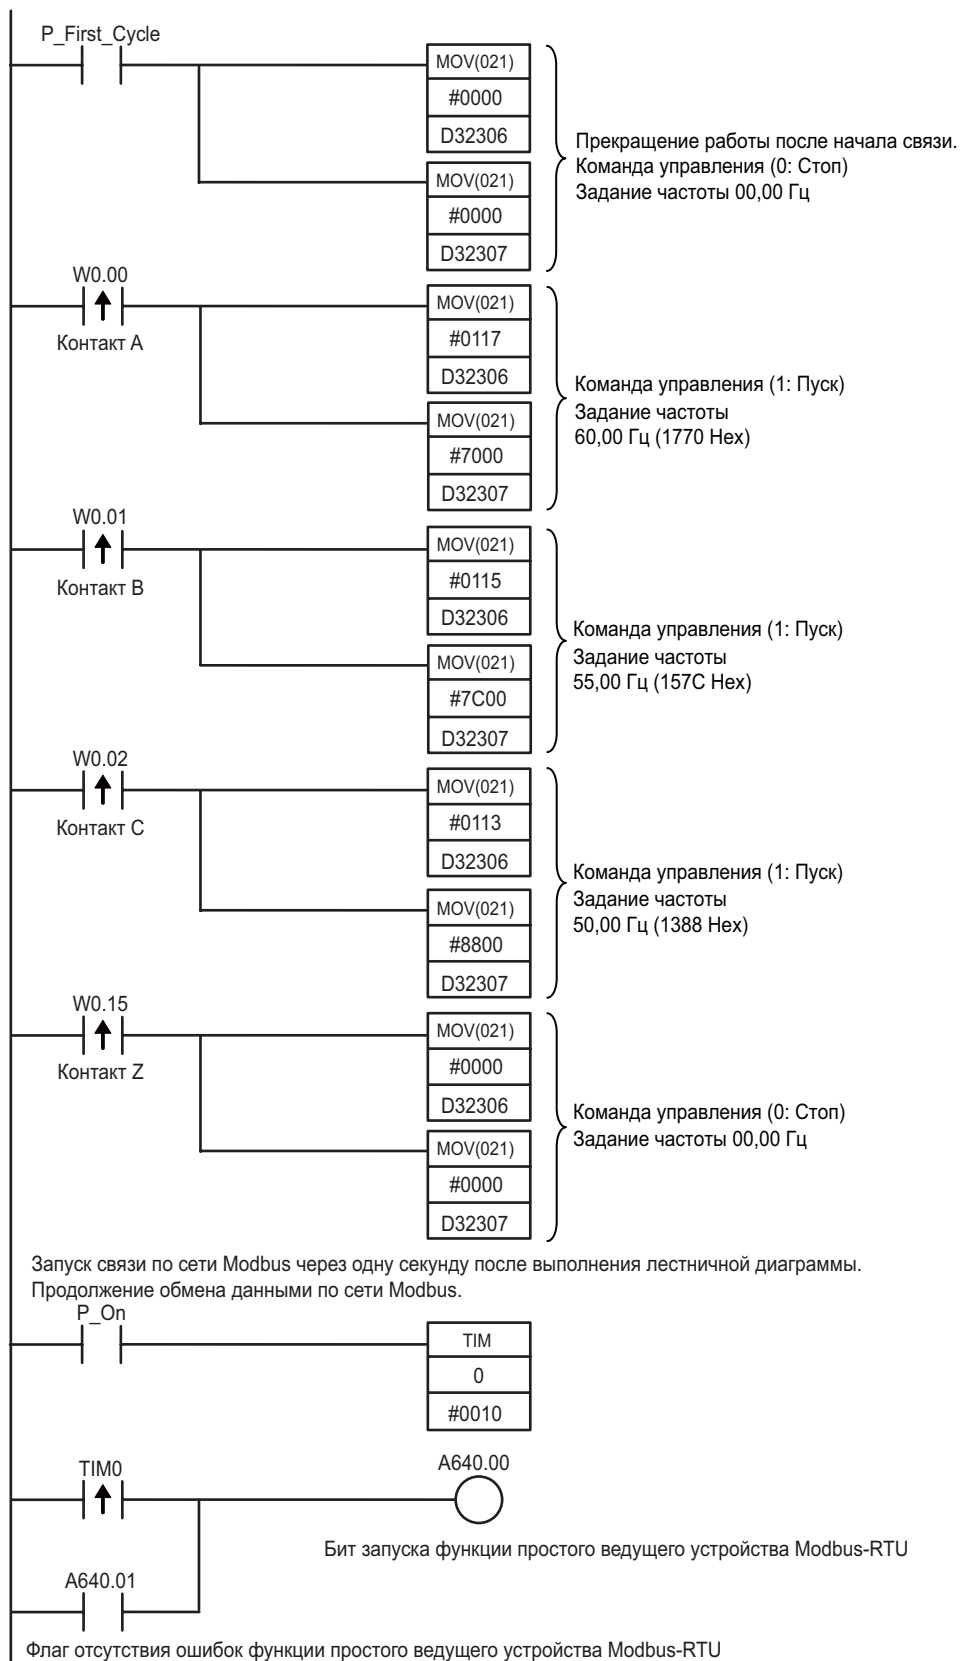 P_First_Cycle
MOV(021)
#0000
D32306
MOV(021)
#0000
D32307
Прекращение работы после начала связи.
Команда управления (0: Стоп)
Задание частоты 00,00 Гц
W0.00
Контакт A
MOV(021)
#0117
D32306
MOV(021)
#7000
D32307
Команда управления (1: Пуск)
Задание частоты
60,00 Гц (1770 Hex)
W0.01
Контакт B
MOV(021)
#0115
D32306
MOV(021)
#7C00
D32307
Команда управления (1: Пуск)
Задание частоты
55,00 Гц (157C Hex)
W0.02
Контакт C
MOV(021)
#0113
D32306
MOV(021)
#8800
D32307
Команда управления (1: Пуск)
Задание частоты
50,00 Гц (1388 Hex)
W0.15
Контакт Z
MOV(021)
#0000
D32306
MOV(021)
#0000
D32307
Команда управления (0: Стоп)
Задание частоты 00,00 Гц
Запуск связи по сети Modbus через одну секунду после выполнения лестничной диаграммы.
Продолжение обмена данными по сети Modbus.
P_On
TIM
0
#0010
TIM0
A640.00
Бит запуска функции простого ведущего устройства Modbus-RTU
A640.01
Флаг отсутствия ошибок функции простого ведущего устройства Modbus-RTU